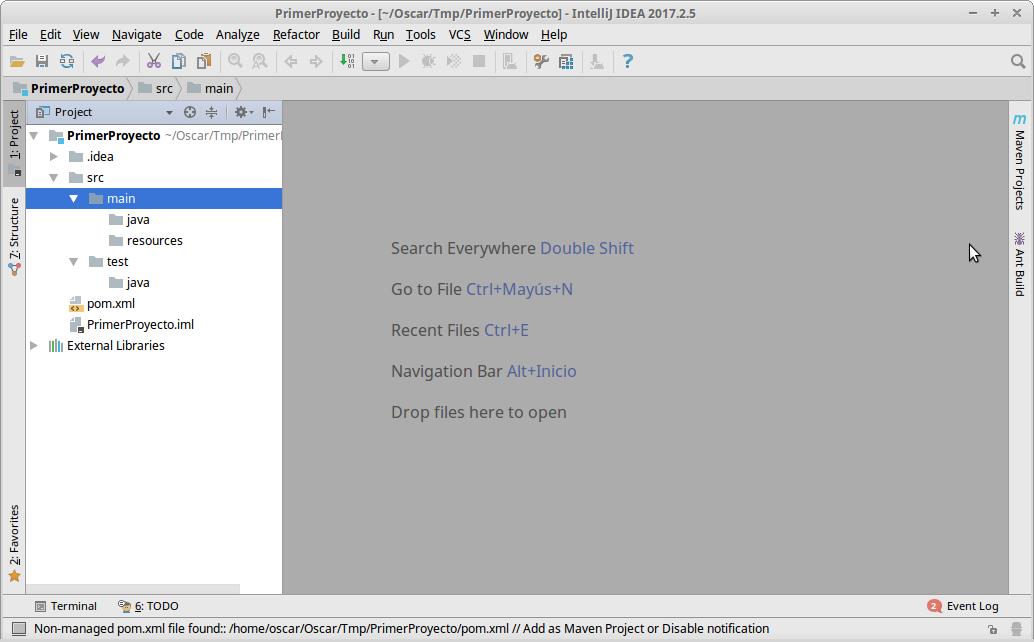 PrimerProyecto - [~/Oscar/Tmp/PrimerProyecto] - IntelliJ IDEA 2017.2.5
File Edit View Navigate Code Analyze Refactor Build Run Tools VCS Window Help
PrimerProyecto src main
1: Project
7: Structure
2: Favorites
Project
PrimerProyecto ~/Oscar/Tmp/Primer
.idea
src
main
java
resources
test
java
pom.xml
PrimerProyecto.iml
External Libraries
Search Everywhere Double Shift
Go to File Ctrl+Mayús+N
Recent Files Ctrl+E
Navigation Bar Alt+Inicio
Drop files here to open
m Maven Projects
Ant Build
Terminal 6: TODO 2 Event Log
Non-managed pom.xml file found:: /home/oscar/Oscar/Tmp/PrimerProyecto/pom.xml // Add as Maven Project or Disable notification